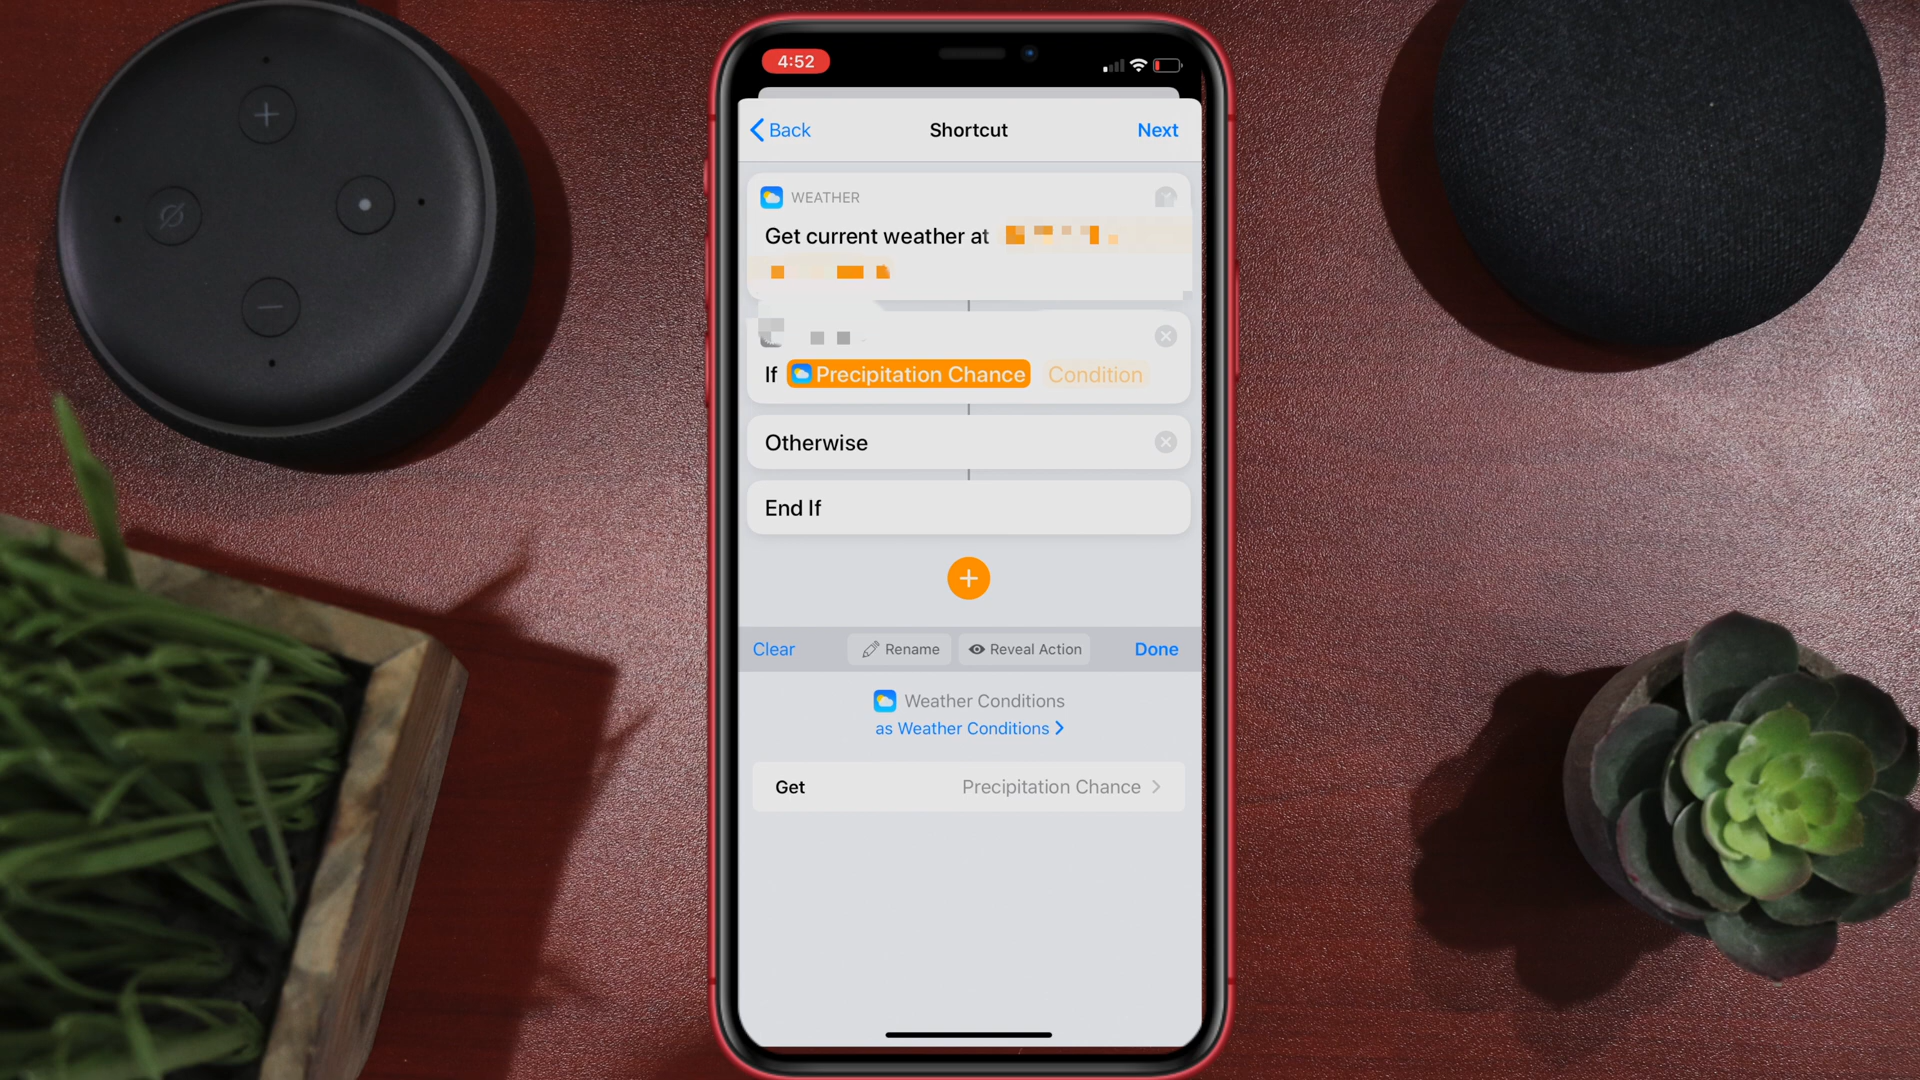 4:52
Back
Shortcut
Next
WEATHER
Get current weather at
If Precipitation Chance Condition
Otherwise
End If
Clear
Rename
Reveal Action
Done
Weather Conditions
as Weather Conditions
Get
Precipitation Chance